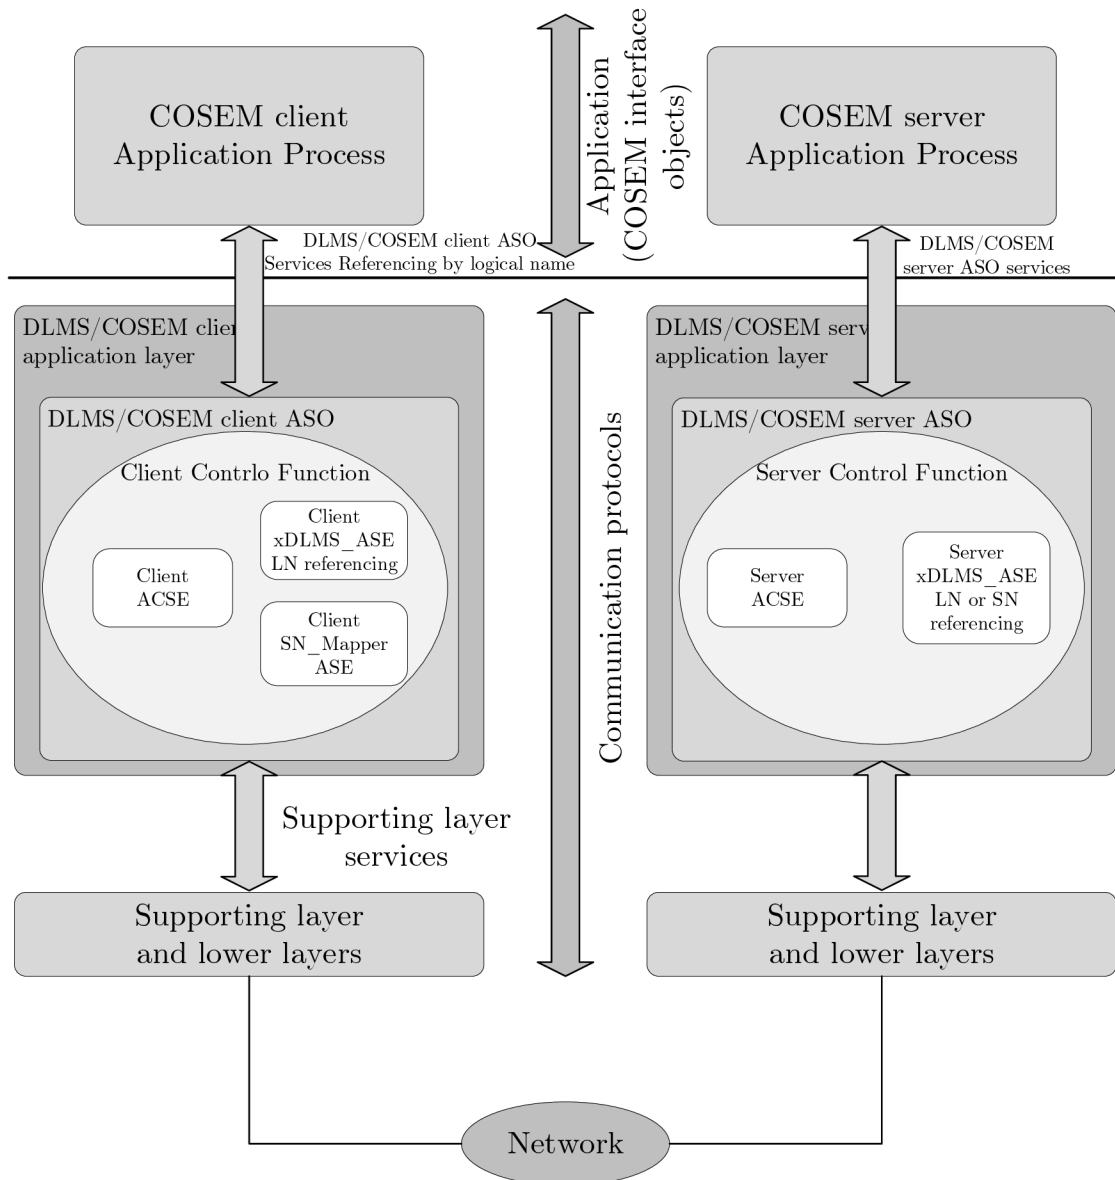 COSEM client
Application Process
Application
(COSEM interface
objects)
COSEM server
Application Process
DLMS/COSEM client ASO
Services Referencing by logical name
DLMS/COSEM
server ASO services
DLMS/COSEM clie
application layer
DLMS/COSEM client ASO
Client Contrlo Function
Client
xDLMS_ASE
LN referencing
Client
ACSE
Client
SN_Mapper
ASE
Communication protocols
DLMS/COSEM serv
application layer
DLMS/COSEM server ASO
Server Control Function
Server
ACSE
Server
xDLMS_ASE
LN or SN
referencing
Supporting layer
services
Supporting layer
and lower layers
Supporting layer
and lower layers
Network